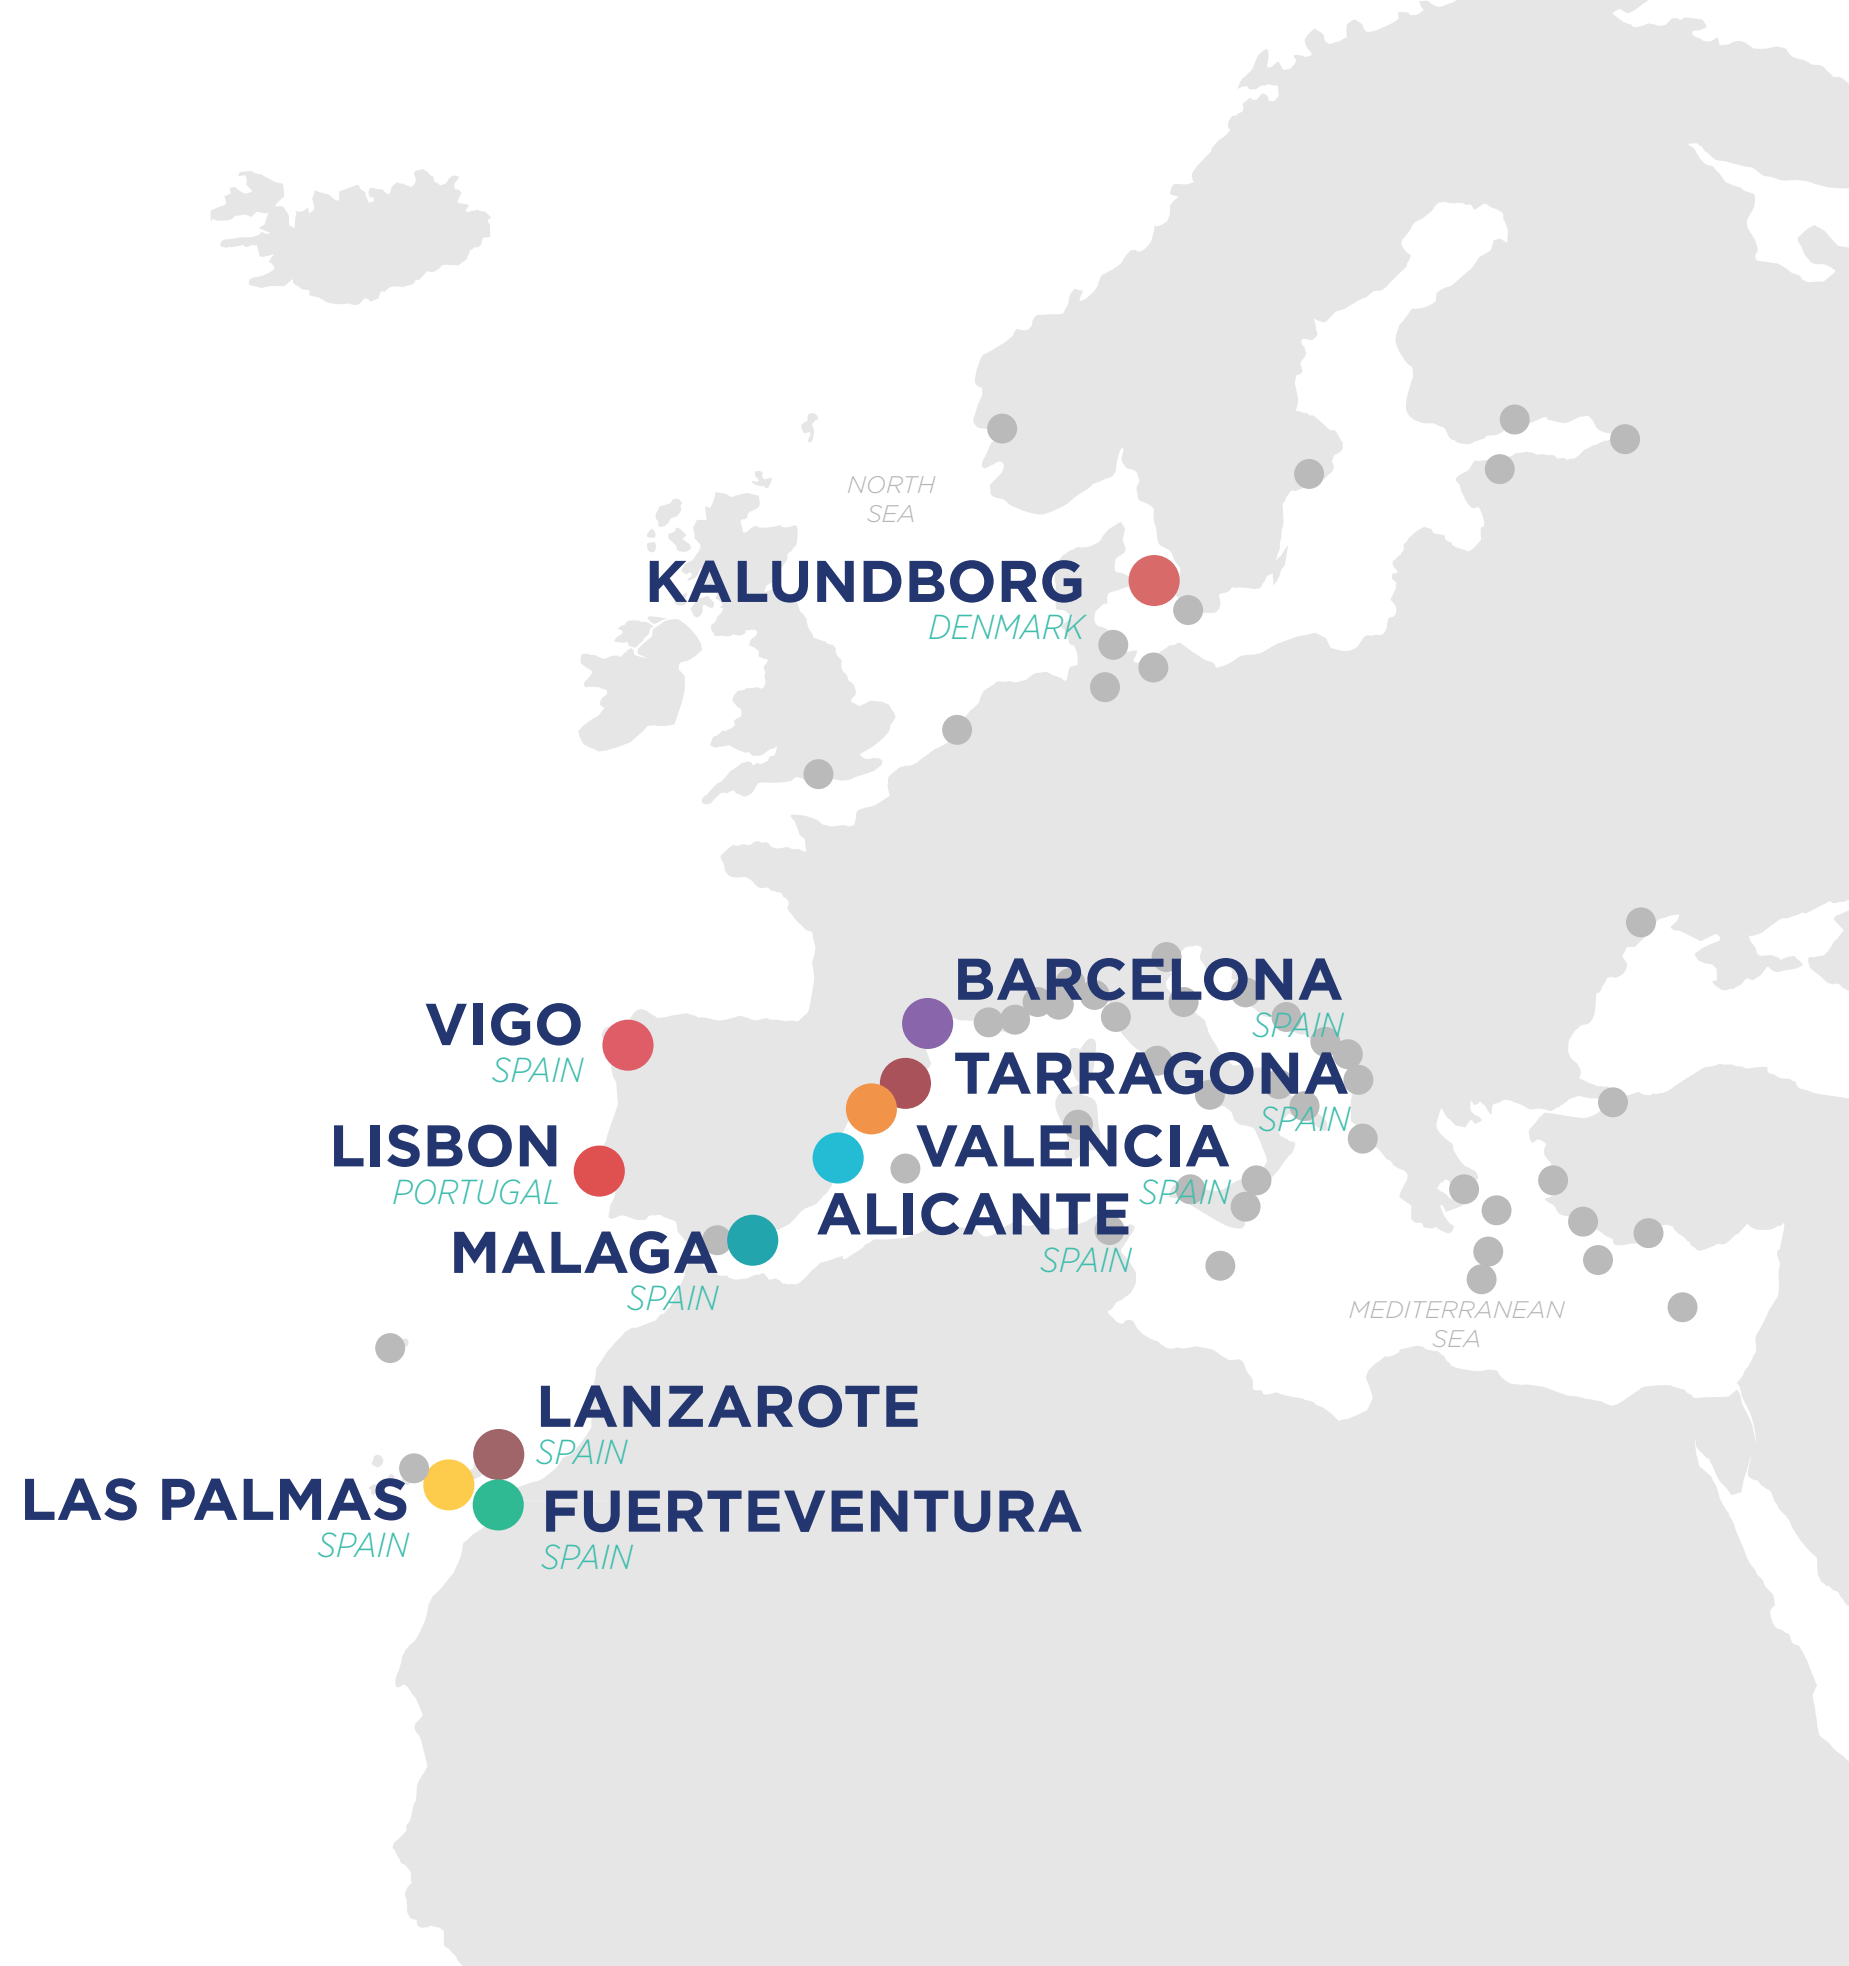 NORTH
SEA
KALUNDBORG
DENMARK
BARCELONA
SPAIN
VIGO
SPAIN
TARRAGONA
SPAIN
LISBON
PORTUGAL
VALENCIA
SPAIN
ALICANTE
SPAIN
MALAGA
SPAIN
MEDITERRANEAN
SEA
LANZAROTE
SPAIN
LAS PALMAS
SPAIN
FUERTEVENTURA
SPAIN